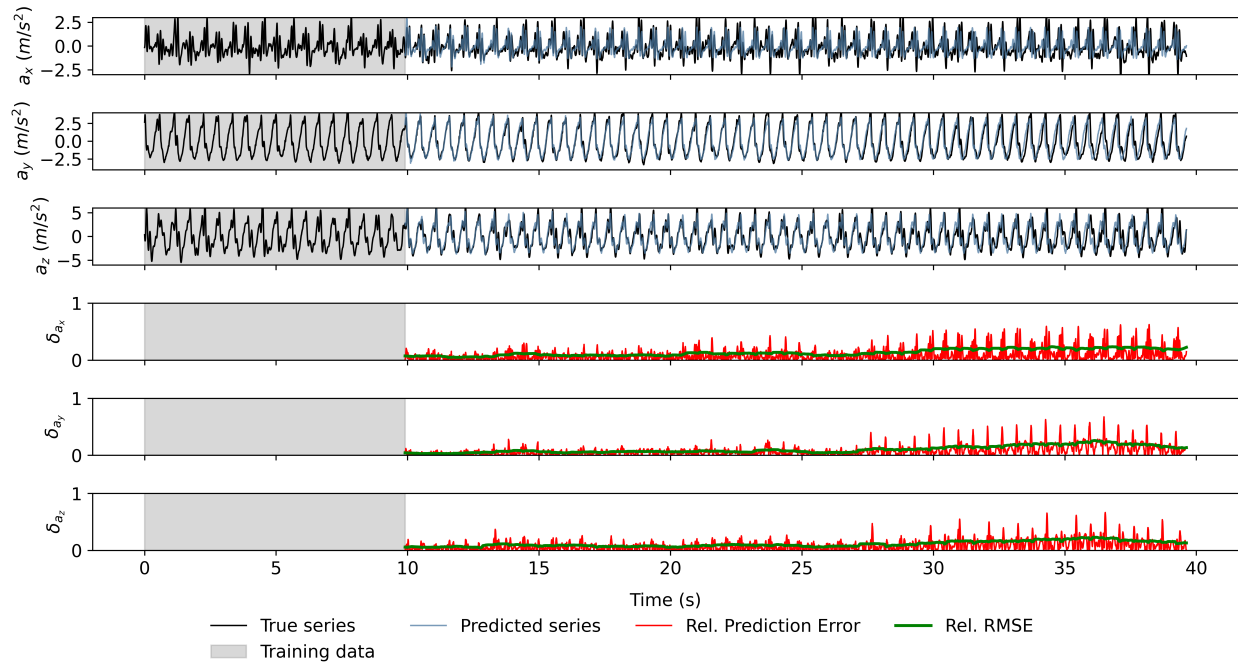 2.5
0.0
−2.5
a_x (m/s²)
2.5
0.0
−2.5
a_y (m/s²)
5
0
−5
a_z (m/s²)
1
0
δ_{a_x}
1
0
δ_{a_y}
1
0
δ_{a_z}
0 5 10 15 20 25 30 35 40
Time (s)
True series Predicted series Rel. Prediction Error Rel. RMSE
Training data